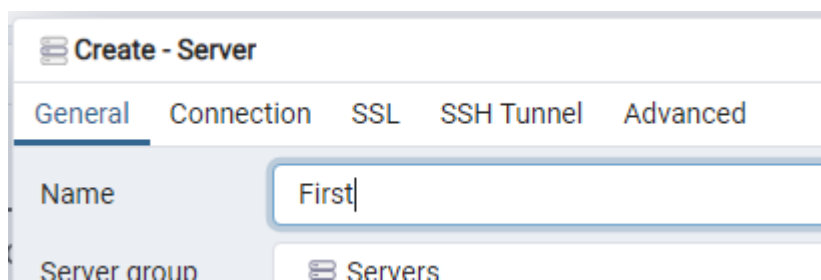 Create - Server
General Connection SSL SSH Tunnel Advanced
Name First
Server group Servers